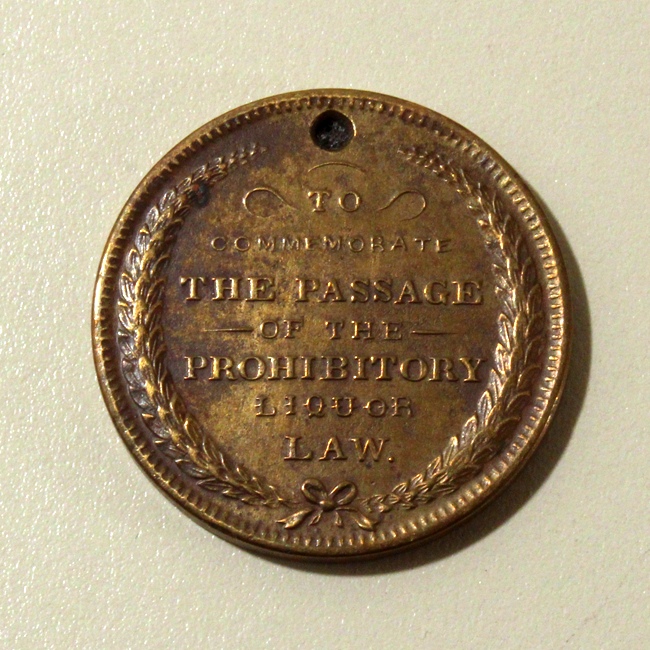 TO
COMMEMORATE
THE PASSAGE
OF THE
PROHIBITORY
LIQUOR
LAW.